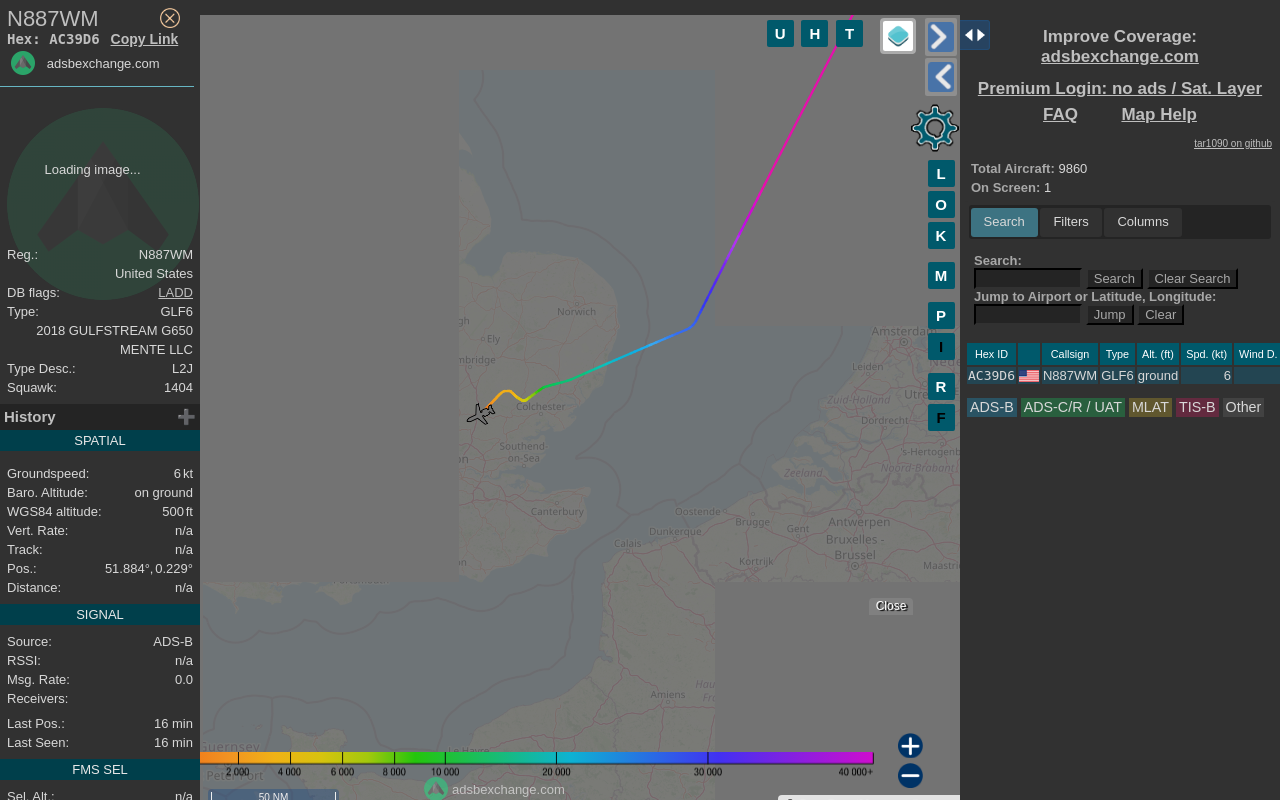 N887WM
Hex: AC39D6 Copy Link
adsbexchange.com
Loading image...
Reg.: N887WM
United States
DB flags: LADD
Type: GLF6
2018 GULFSTREAM G650
MENTE LLC
Type Desc.: L2J
Squawk: 1404
History
SPATIAL
Groundspeed: 6 kt
Baro. Altitude: on ground
WGS84 altitude: 500 ft
Vert. Rate: n/a
Track: n/a
Pos.: 51.884°, 0.229°
Distance: n/a
SIGNAL
Source: ADS-B
RSSI: n/a
Msg. Rate: 0.0
Receivers:
Last Pos.: 16 min
Last Seen: 16 min
FMS SEL
Sel. Alt.: n/a
U H T
L
O
K
M
P
I
R
F
Norwich
Ely
mbridge
Colchester
Southend
on-Sea
Canterbury
Amsterdam
Leiden
Zuid-Holland
Dordrecht
's-Hertogenb
Noord-Brabant
Zeeland
Oostende
Brugge
Antwerpen
Dunkerque
Gent
Calais
Bruxelles -
Brussel
Kortrijk
Maastri
Close
Amiens
Hau
Fr
Guernsey
Le Havre
2 000 4 000 6 000 8 000 10 000 20 000 30 000 40 000+
adsbexchange.com
50 NM
Improve Coverage:
adsbexchange.com
Premium Login: no ads / Sat. Layer
FAQ Map Help
tar1090 on github
Total Aircraft: 9860
On Screen: 1
Search Filters Columns
Search:
Search Clear Search
Jump to Airport or Latitude, Longitude:
Jump Clear
Hex ID Callsign Type Alt. (ft) Spd. (kt) Wind D.
AC39D6 N887WM GLF6 ground 6
ADS-B ADS-C/R / UAT MLAT TIS-B Other